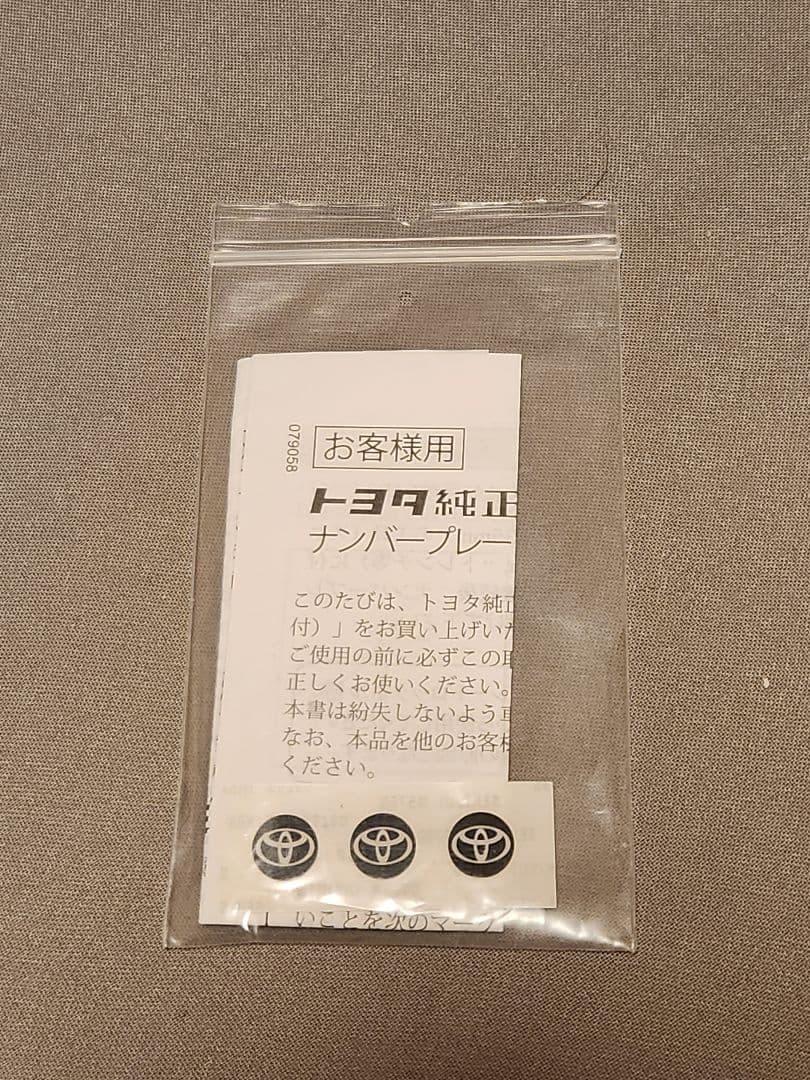 079058
お客様用
トヨタ純正
ナンバープレー
このたびは、トヨタ純正
付）」をお買い上げいた
ご使用の前に必ずこの取
正しくお使いください。
本書は紛失しないよう車
なお、本品を他のお客様
ください。
いことを次のマーク